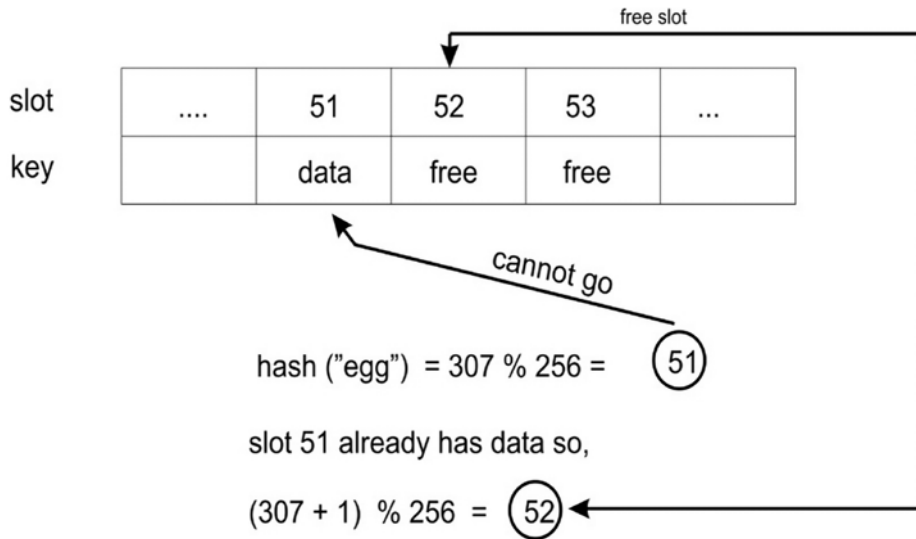 free slot
slot .... 51 52 53 ...
key data free free
cannot go
hash (”egg”) = 307 % 256 = 51
slot 51 already has data so,
(307 + 1) % 256 = 52